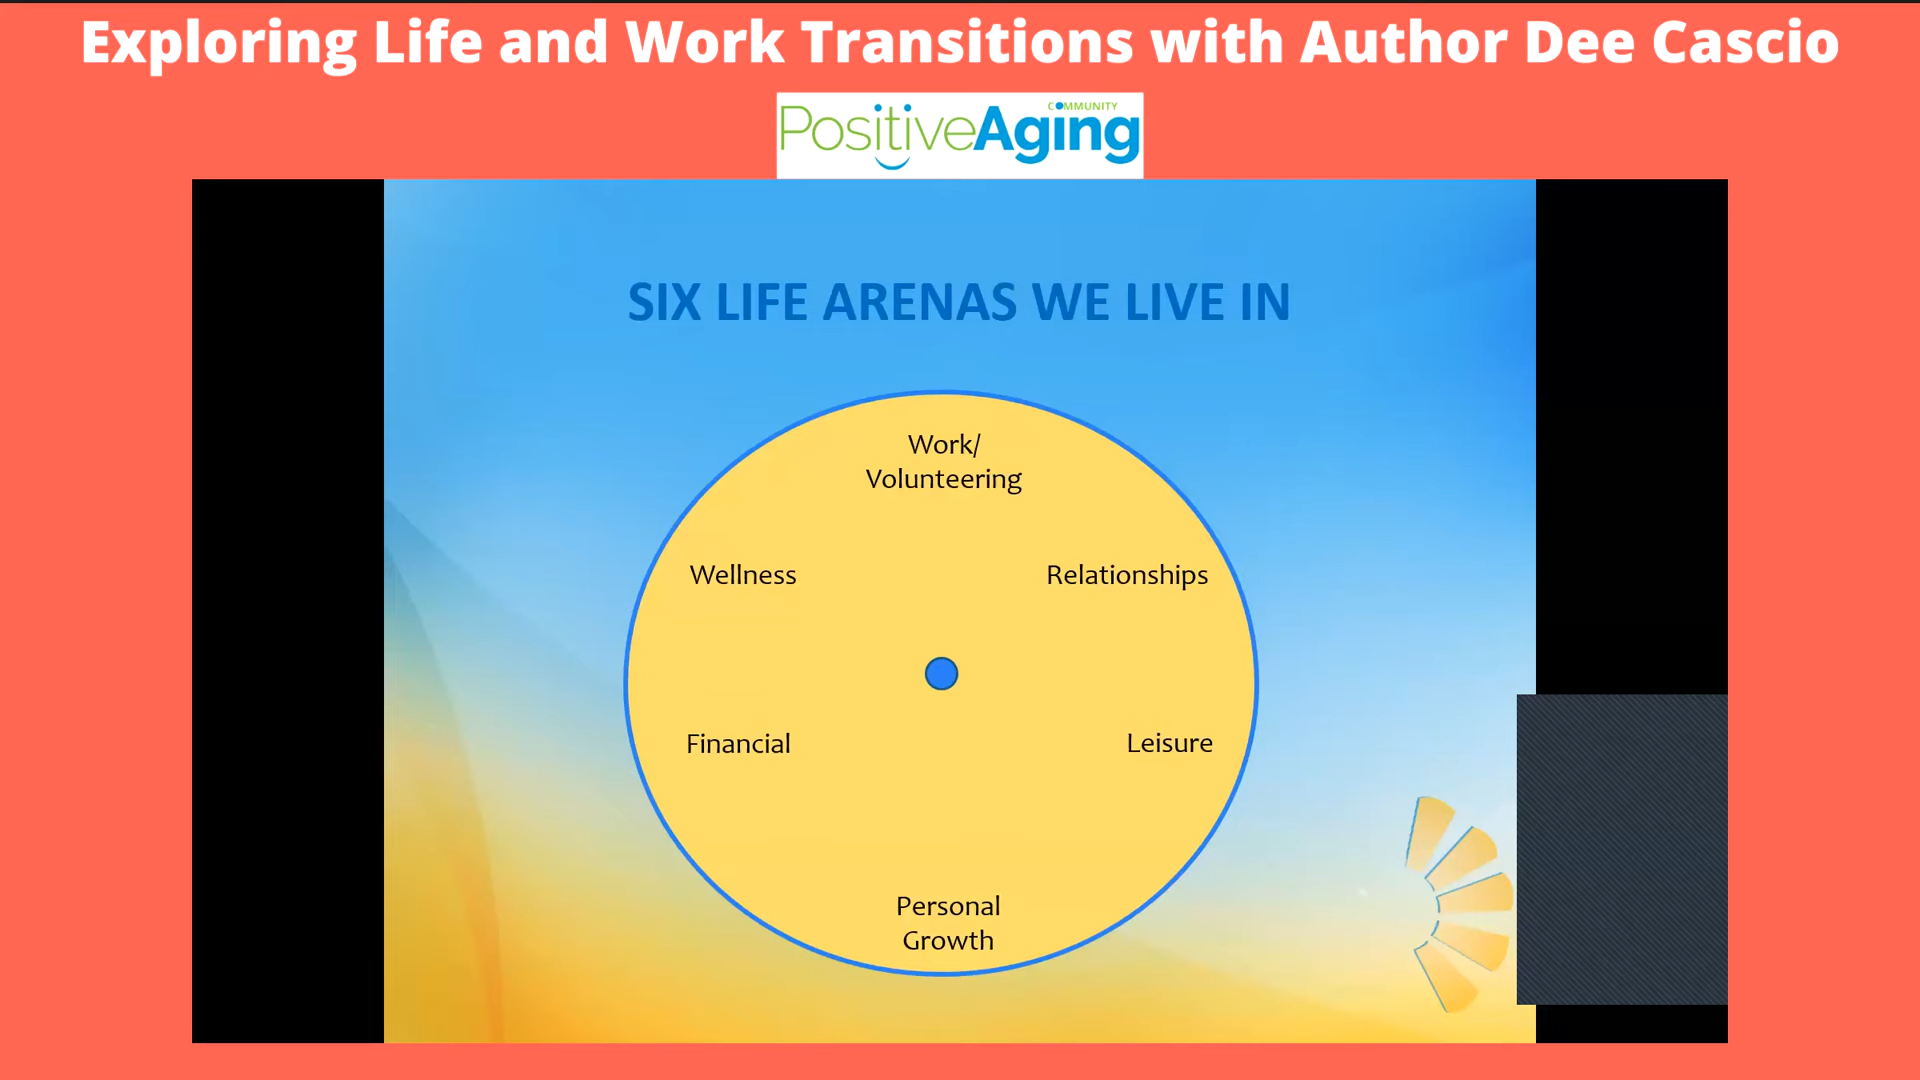 Exploring Life and Work Transitions with Author Dee Cascio
COMMUNITY
PositiveAging
SIX LIFE ARENAS WE LIVE IN
Work/
Volunteering
Wellness
Relationships
Financial
Leisure
Personal
Growth